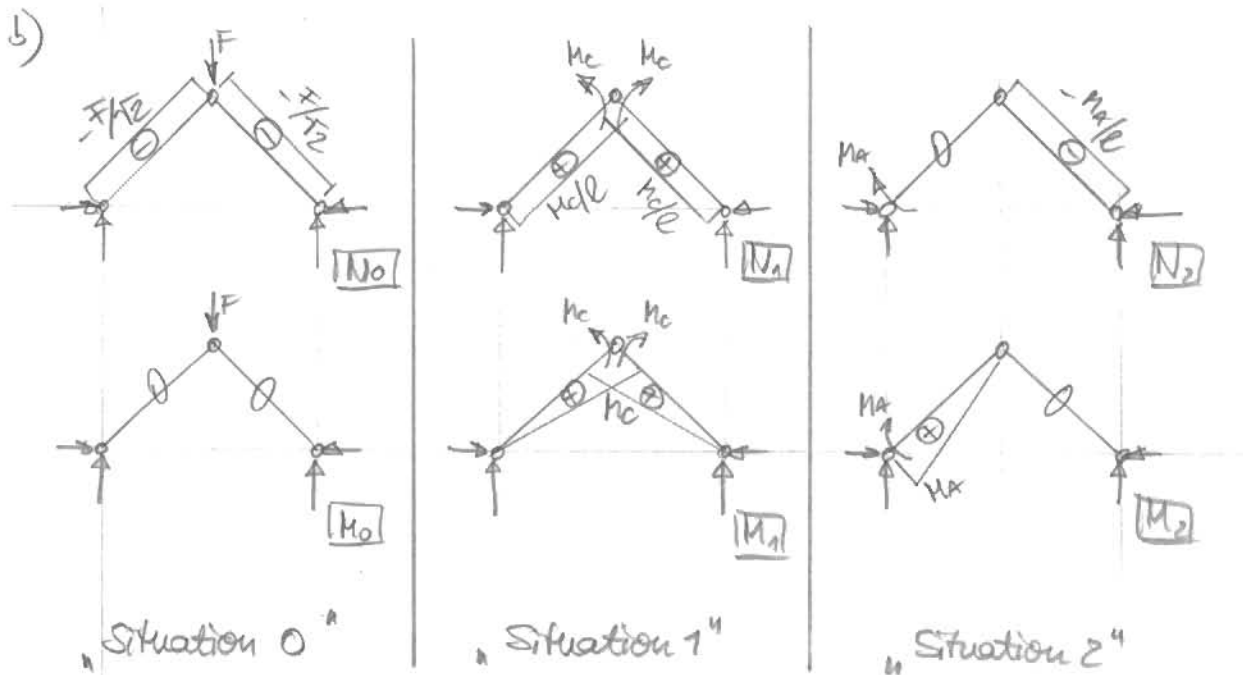 b)
F
-F/√2
-F/√2
N0
Mc Mc
Mc/l
Mc/l
N1
MA
-MA/l
N2
F
M0
Mc Mc
Mc
M1
MA
MA
M2
"Situation 0"
"Situation 1"
"Situation 2"